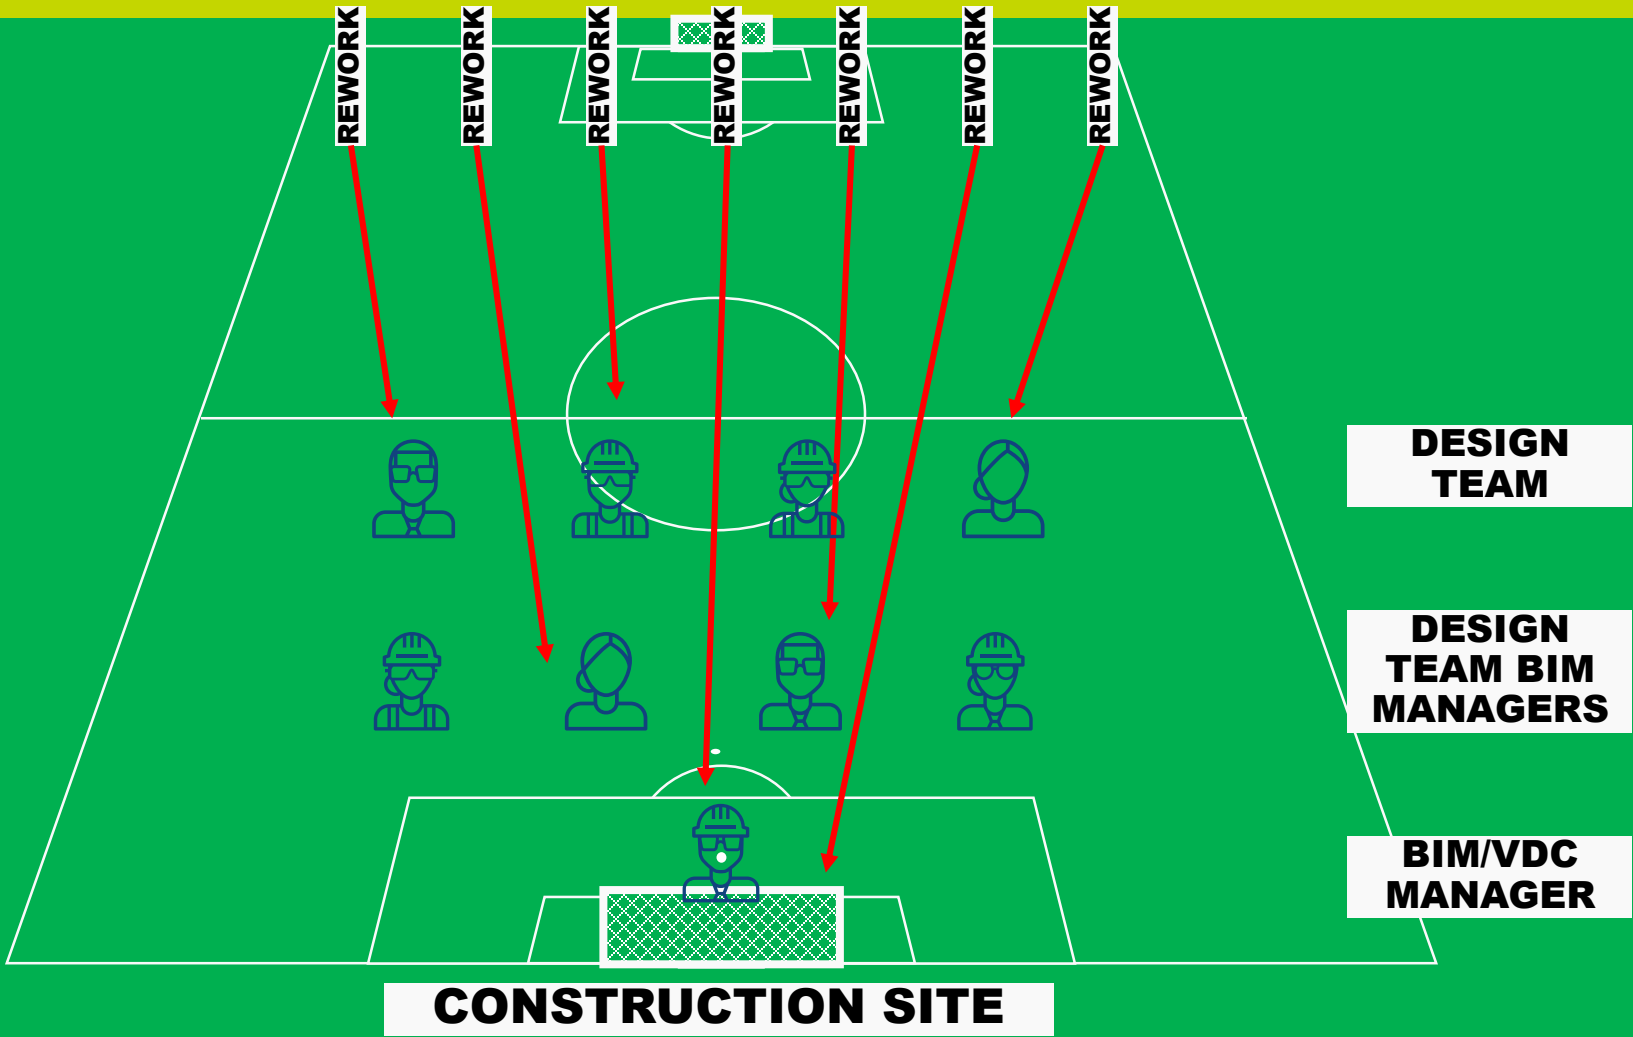 REWORK
REWORK
REWORK
REWORK
REWORK
REWORK
REWORK
DESIGN
TEAM
DESIGN
TEAM BIM
MANAGERS
BIM/VDC
MANAGER
CONSTRUCTION SITE